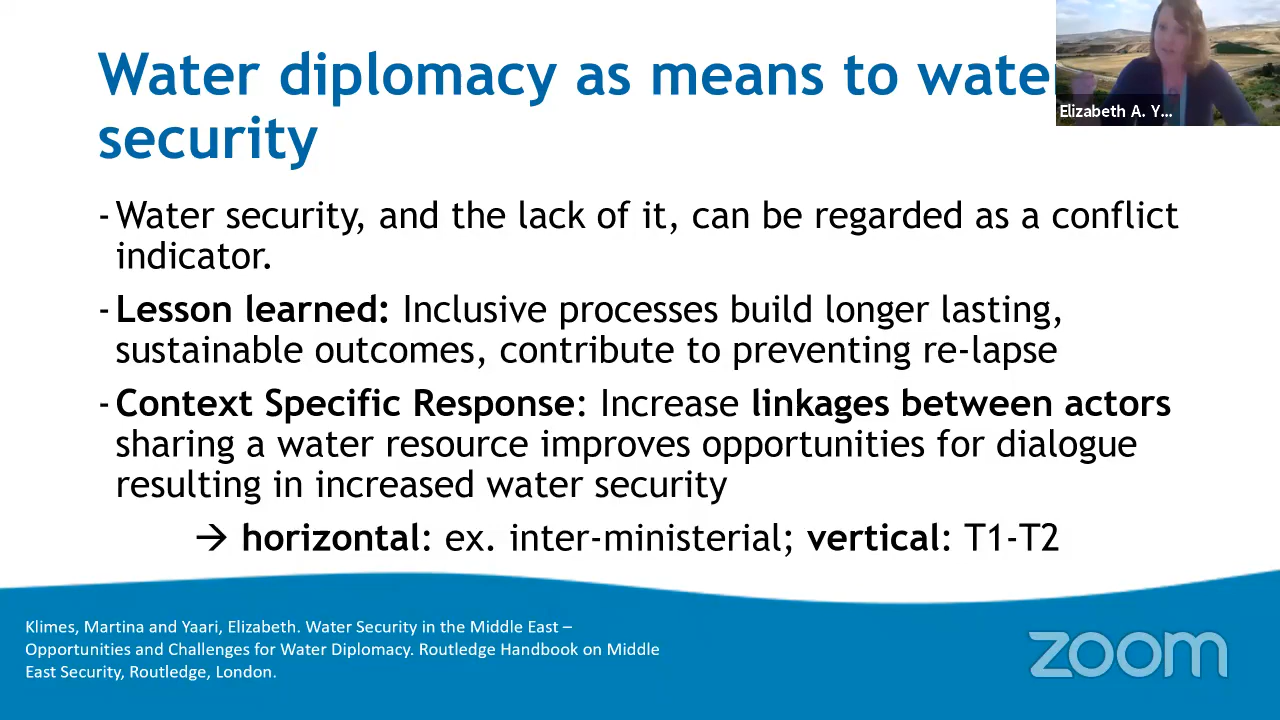 Water diplomacy as means to wate
security
Elizabeth A. Y...
- Water security, and the lack of it, can be regarded as a conflict
indicator.
- Lesson learned: Inclusive processes build longer lasting,
sustainable outcomes, contribute to preventing re-lapse
- Context Specific Response: Increase linkages between actors
sharing a water resource improves opportunities for dialogue
resulting in increased water security
→ horizontal: ex. inter-ministerial; vertical: T1-T2
Klimes, Martina and Yaari, Elizabeth. Water Security in the Middle East –
Opportunities and Challenges for Water Diplomacy. Routledge Handbook on Middle
East Security, Routledge, London.
zoom